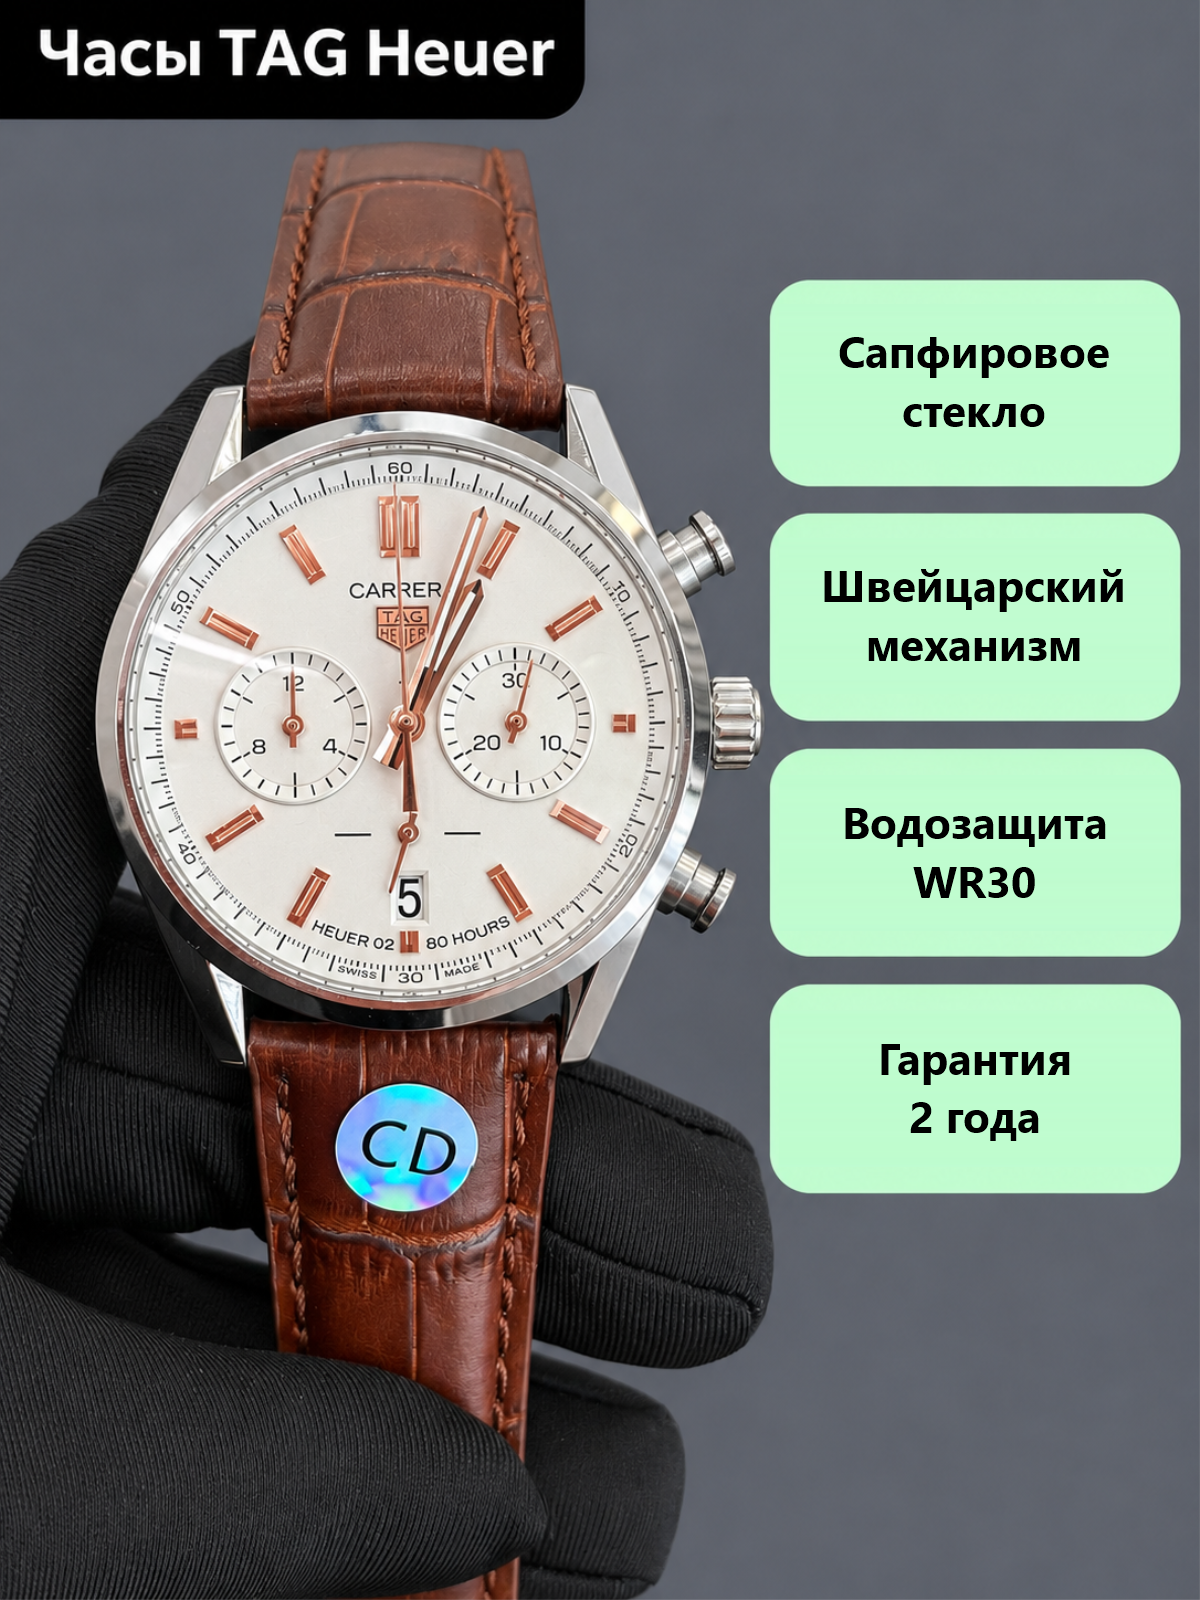 Часы TAG Heuer
Сапфировое
стекло
Швейцарский
механизм
Водозащита
WR30
Гарантия
2 года
60
10
20
30
40
50
CARRER
TAG
HEUER
12
8
4
30
20
10
5
HEUER 02
80 HOURS
SWISS
MADE
CD